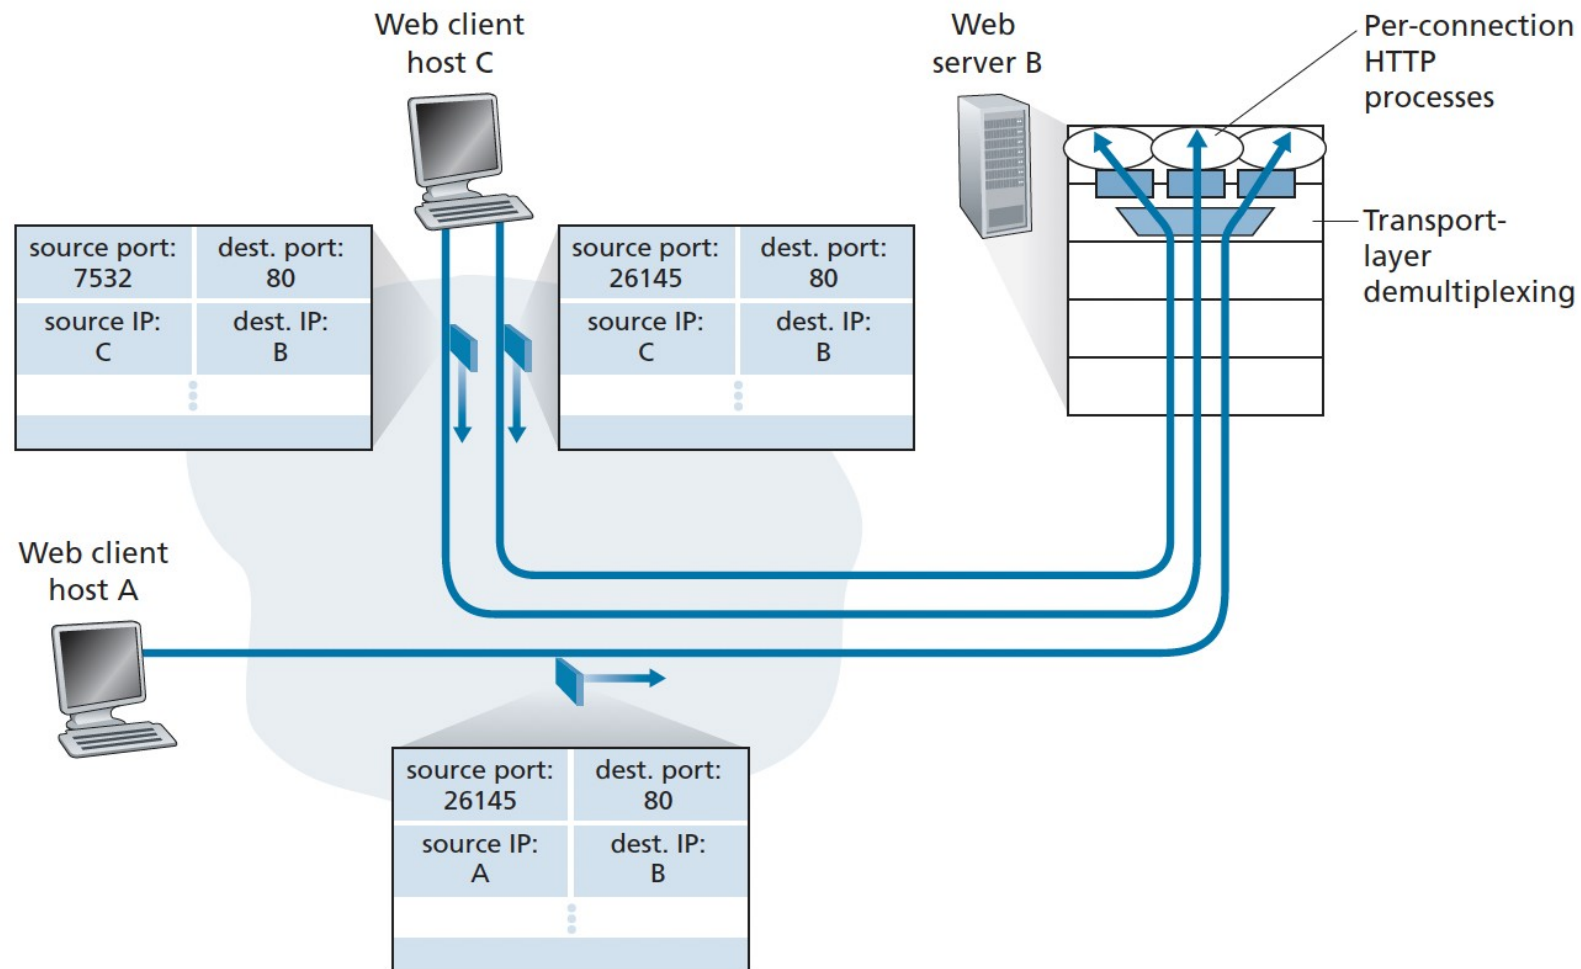 Web client
host C
Web
server B
Per-connection
HTTP
processes
Transport-
layer
demultiplexing
source port:
7532
dest. port:
80
source IP:
C
dest. IP:
B
source port:
26145
dest. port:
80
source IP:
C
dest. IP:
B
Web client
host A
source port:
26145
dest. port:
80
source IP:
A
dest. IP:
B